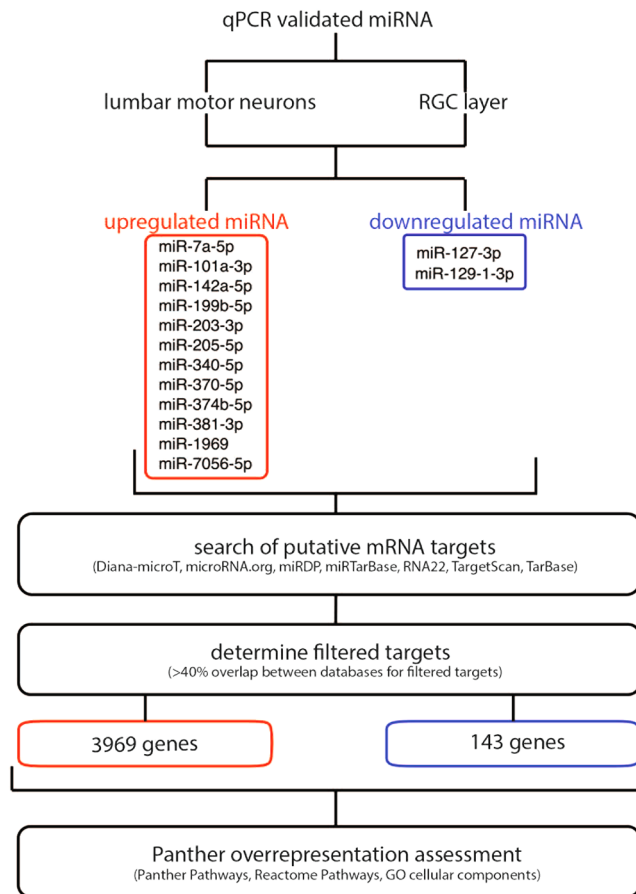 qPCR validated miRNA
lumbar motor neurons
RGC layer
upregulated miRNA
miR-7a-5p
miR-101a-3p
miR-142a-5p
miR-199b-5p
miR-203-3p
miR-205-5p
miR-340-5p
miR-370-5p
miR-374b-5p
miR-381-3p
miR-1969
miR-7056-5p
downregulated miRNA
miR-127-3p
miR-129-1-3p
search of putative mRNA targets
(Diana-microT, microRNA.org, miRDP, miRTarBase, RNA22, TargetScan, TarBase)
determine filtered targets
(>40% overlap between databases for filtered targets)
3969 genes
143 genes
Panther overrepresentation assessment
(Panther Pathways, Reactome Pathways, GO cellular components)